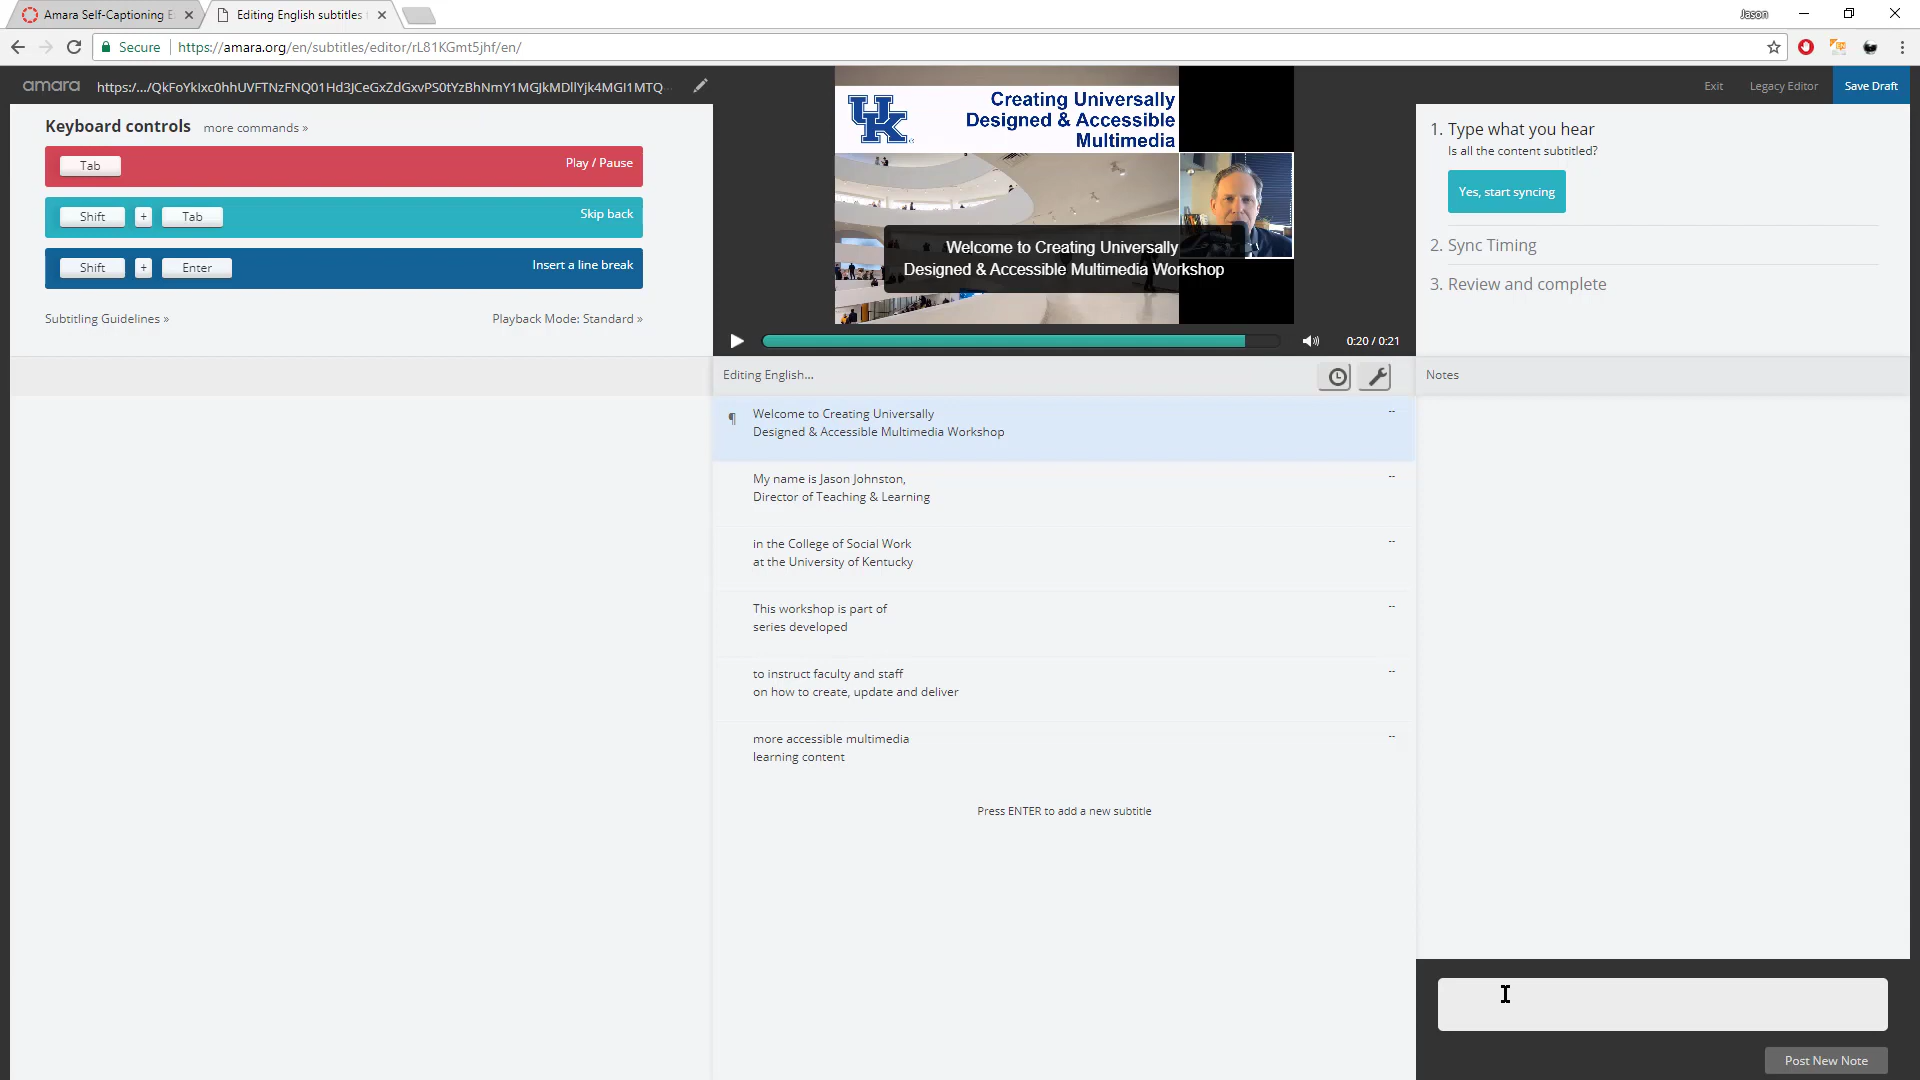 Amara Self-Captioning E
Editing English subtitles
Jason
Secure
https://amara.org/en/subtitles/editor/rL81KGmt5jhf/en/
amara
https:/.../QkFoYkIxc0hhUVFTNzFNQ01Hd3JCeGxZdGxvPS0tYzBhNmY1MGJkMDllYjk4MGI1MTQ
Exit
Legacy Editor
Save Draft
Keyboard controls
more commands »
Tab
Play / Pause
Shift + Tab
Skip back
Shift + Enter
Insert a line break
Subtitling Guidelines »
Playback Mode: Standard »
UK
Creating Universally
Designed & Accessible
Multimedia
Welcome to Creating Universally
Designed & Accessible Multimedia Workshop
0:20 / 0:21
1. Type what you hear
Is all the content subtitled?
Yes, start syncing
2. Sync Timing
3. Review and complete
Editing English...
Notes
¶
Welcome to Creating Universally
Designed & Accessible Multimedia Workshop
--
My name is Jason Johnston,
Director of Teaching & Learning
--
in the College of Social Work
at the University of Kentucky
--
This workshop is part of
series developed
--
to instruct faculty and staff
on how to create, update and deliver
--
more accessible multimedia
learning content
--
Press ENTER to add a new subtitle
Post New Note